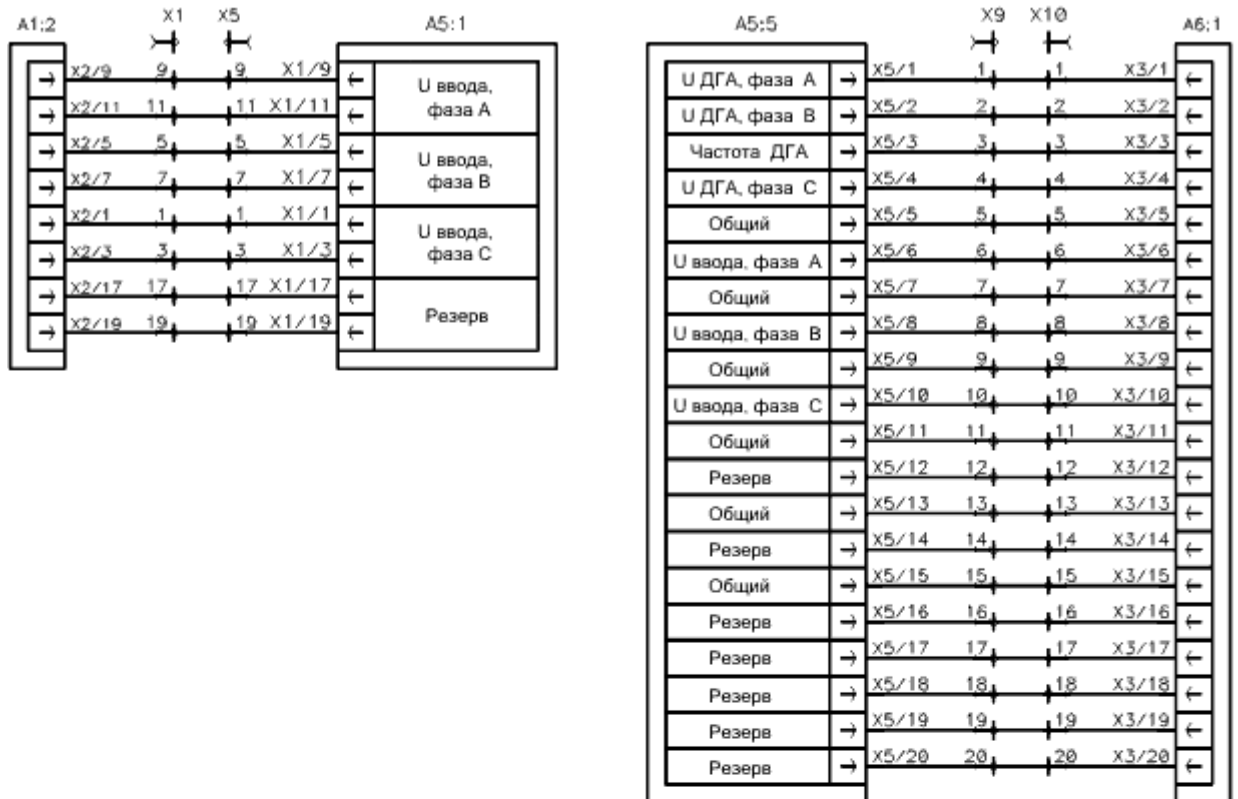 A1:2 X1 X5 A5:1
X2/9 9 9 X1/9
U ввода,
фаза А
X2/11 11 11 X1/11
X2/5 5 5 X1/5
U ввода,
фаза В
X2/7 7 7 X1/7
X2/1 1 1 X1/1
U ввода,
фаза С
X2/3 3 3 X1/3
X2/17 17 17 X1/17
Резерв
X2/19 19 19 X1/19
A5:5 X9 X10 A6:1
U ДГА, фаза А X5/1 1 1 X3/1
U ДГА, фаза В X5/2 2 2 X3/2
Частота ДГА X5/3 3 3 X3/3
U ДГА, фаза С X5/4 4 4 X3/4
Общий X5/5 5 5 X3/5
U ввода, фаза А X5/6 6 6 X3/6
Общий X5/7 7 7 X3/7
U ввода, фаза В X5/8 8 8 X3/8
Общий X5/9 9 9 X3/9
U ввода, фаза С X5/10 10 10 X3/10
Общий X5/11 11 11 X3/11
Резерв X5/12 12 12 X3/12
Общий X5/13 13 13 X3/13
Резерв X5/14 14 14 X3/14
Общий X5/15 15 15 X3/15
Резерв X5/16 16 16 X3/16
Резерв X5/17 17 17 X3/17
Резерв X5/18 18 18 X3/18
Резерв X5/19 19 19 X3/19
Резерв X5/20 20 20 X3/20